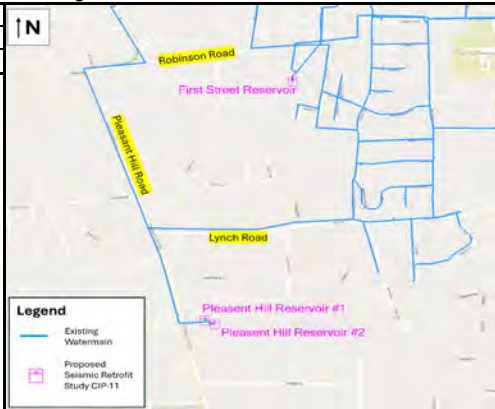 ↑N
Robinson Road
First Street Reservoir
Pleasant Hill Road
Lynch Road
Pleasent Hill Reservoir #1
Pleasent Hill Reservoir #2
Legend
Existing
Watermain
Proposed
Seismic Retrofit
Study CIP-11